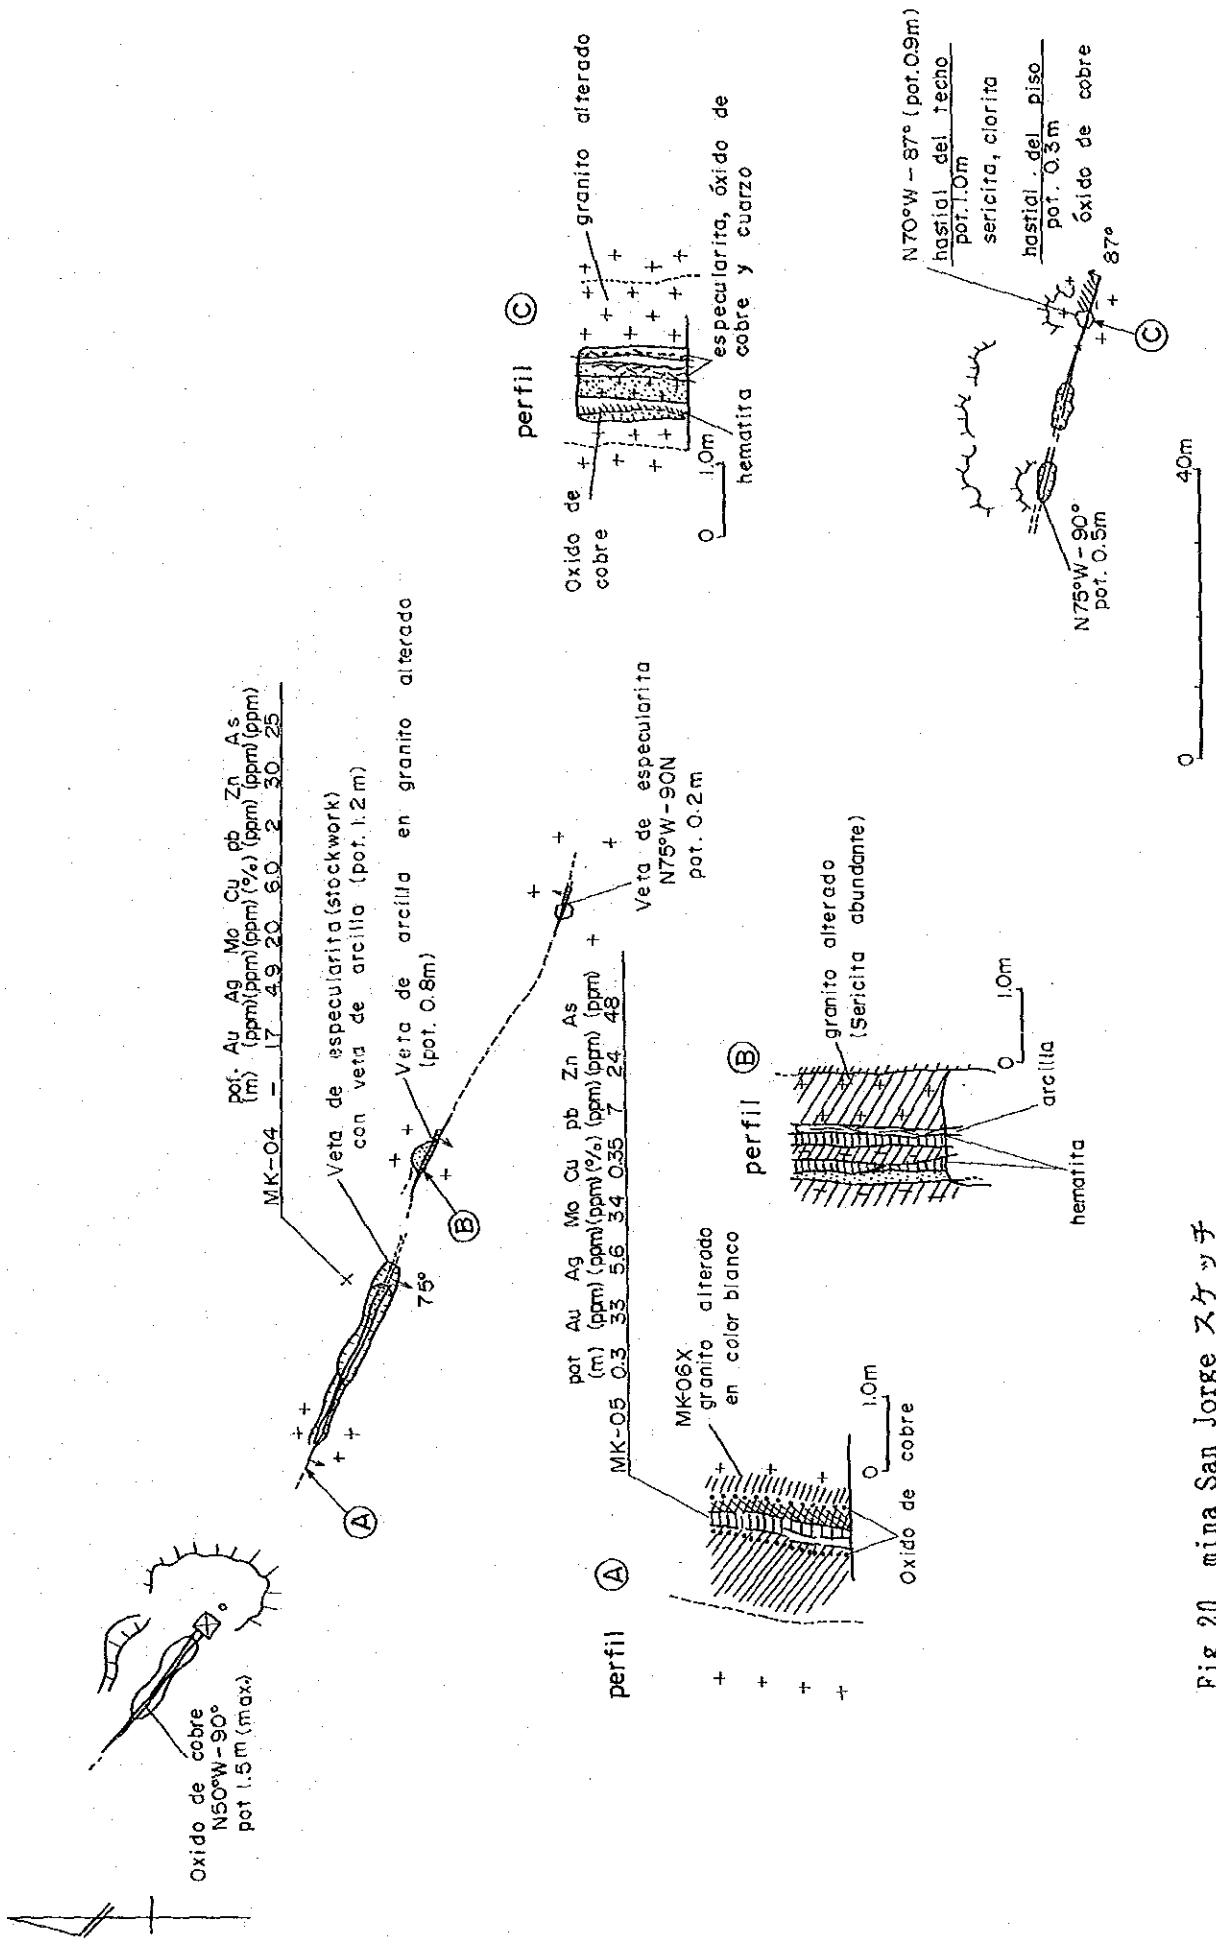 Oxido de cobre
N50°W-90°
pot 1.5m (max.)
A
MK-04
pot. Au Ag Mo Cu pb Zn As
(m) (ppm)(ppm)(ppm)(%)(ppm)(ppm)(ppm)
- 17 4.9 20 6.0 2 30 25
Veta de especularita (stockwork)
con veta de arcilla (pot. 1.2m)
75°
B
Veta de arcilla en granito alterado
(pot. 0.8m)
Veta de especularita
N75°W-90N
pot. 0.2m
perfil C
granito alterado
Oxido de
cobre
especularita, óxido de
cobre y cuarzo
hematita
0 1.0m
perfil A
MK-05
pot Au Ag Mo Cu pb Zn As
(m) (ppm)(ppm)(ppm)(%)(ppm)(ppm)(ppm)
0.3 33 5.6 34 0.35 7 24 48
MK-06X
granito alterado
en color blanco
0 1.0m
Oxido de cobre
perfil B
granito alterado
(Sericita abundante)
0 1.0m
arcilla
hematita
N70°W-87° (pot.0.9m)
hastial del techo
pot.1.0m
sericita, clorita
hastial del piso
pot. 0.3m
óxido de cobre
87°
C
N75°W-90°
pot. 0.5m
0 40m
Fig 20 mina San Jorge スケッチ